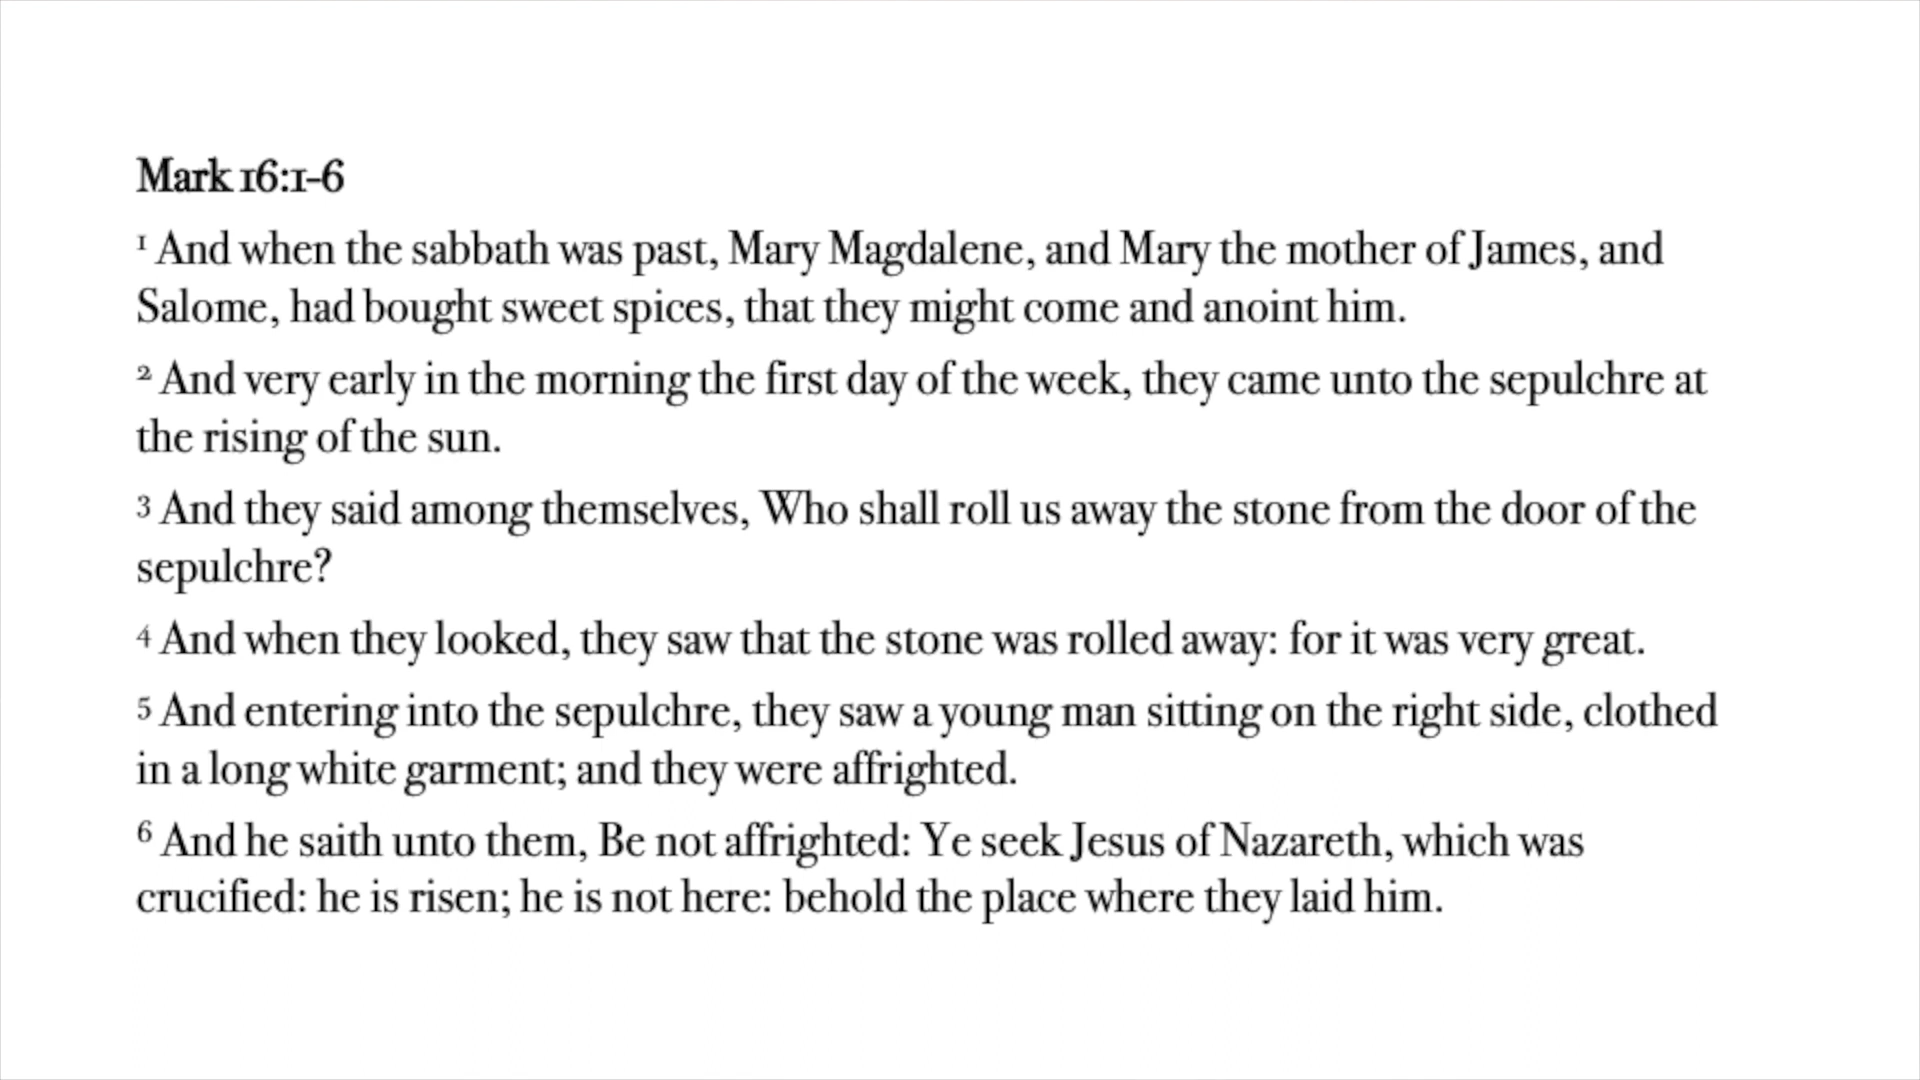 Mark 16:1-6
1 And when the sabbath was past, Mary Magdalene, and Mary the mother of James, and
Salome, had bought sweet spices, that they might come and anoint him.
2 And very early in the morning the first day of the week, they came unto the sepulchre at
the rising of the sun.
3 And they said among themselves, Who shall roll us away the stone from the door of the
sepulchre?
4 And when they looked, they saw that the stone was rolled away: for it was very great.
5 And entering into the sepulchre, they saw a young man sitting on the right side, clothed
in a long white garment; and they were affrighted.
6 And he saith unto them, Be not affrighted: Ye seek Jesus of Nazareth, which was
crucified: he is risen; he is not here: behold the place where they laid him.